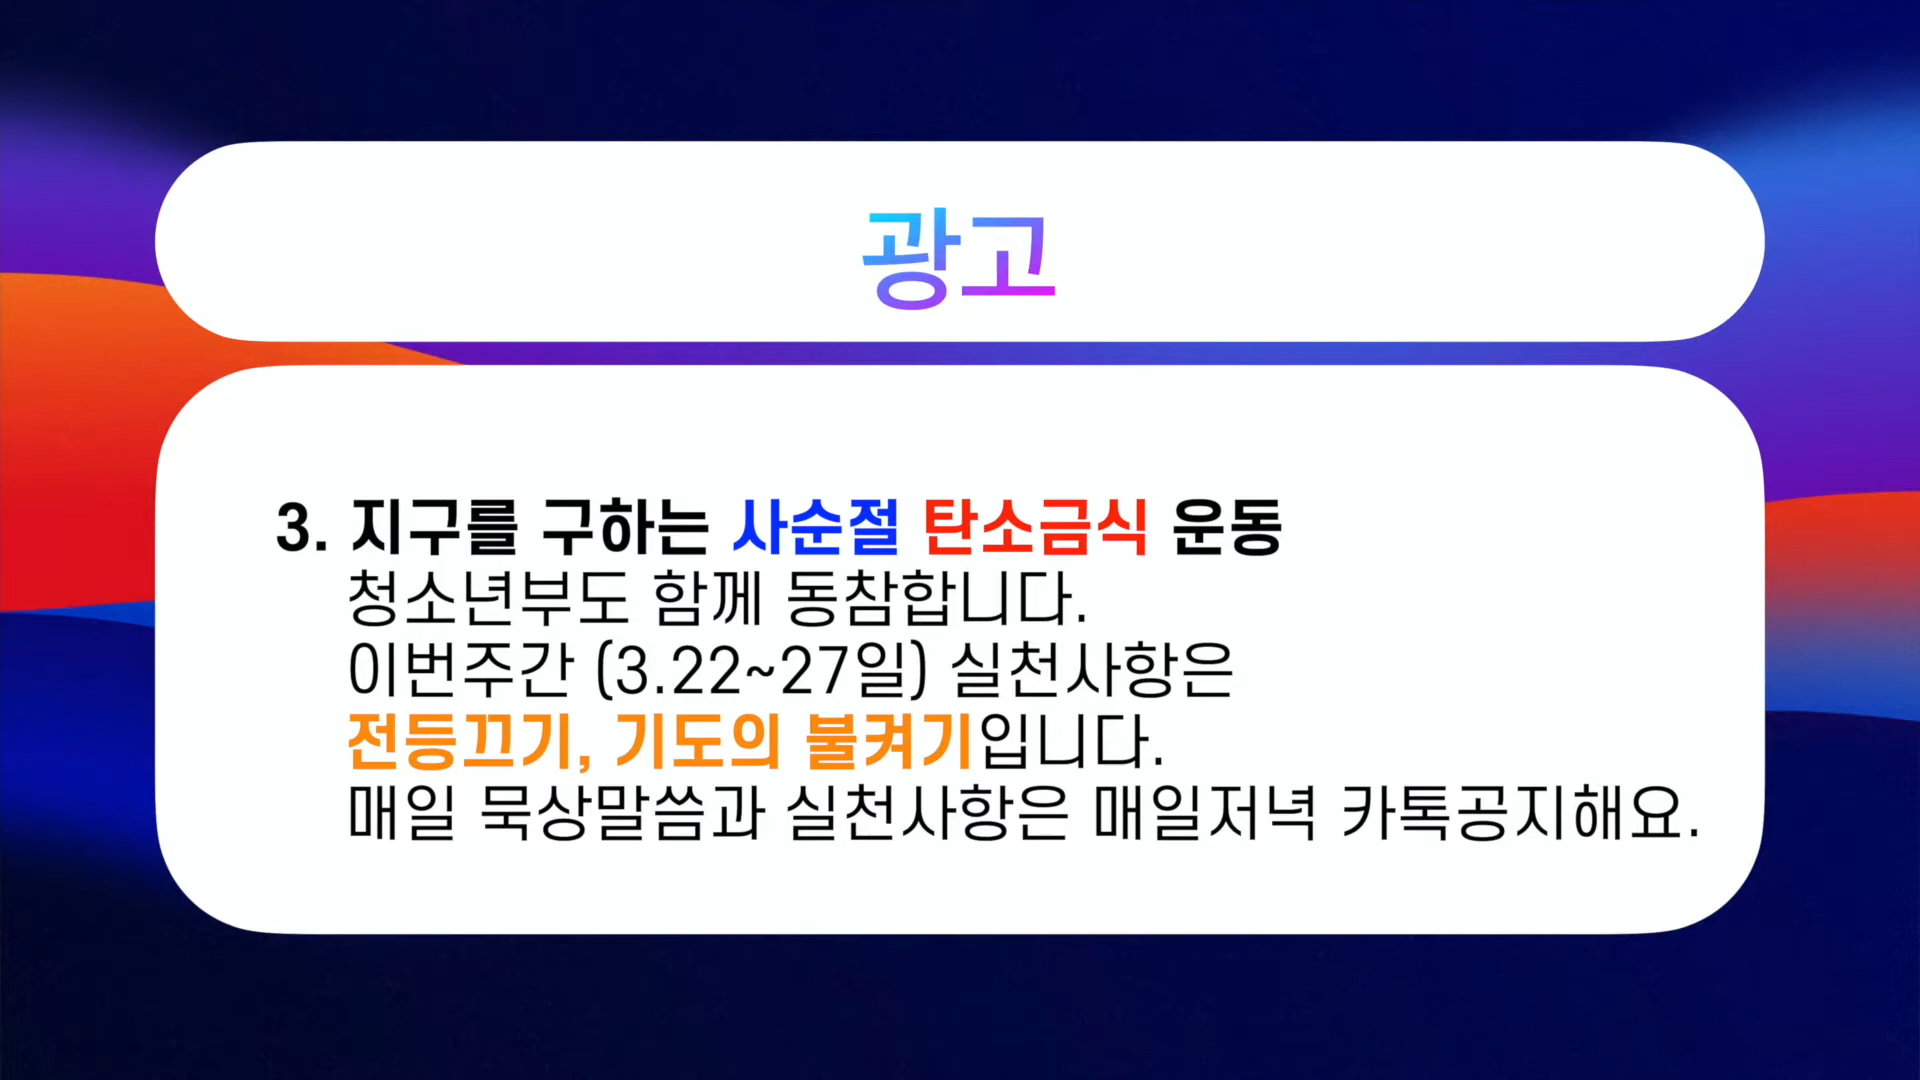 광고
3. 지구를 구하는 사순절 탄소금식 운동
청소년부도 함께 동참합니다.
이번주간 (3.22~27일) 실천사항은
전등끄기, 기도의 불켜기입니다.
매일 묵상말씀과 실천사항은 매일저녁 카톡공지해요.